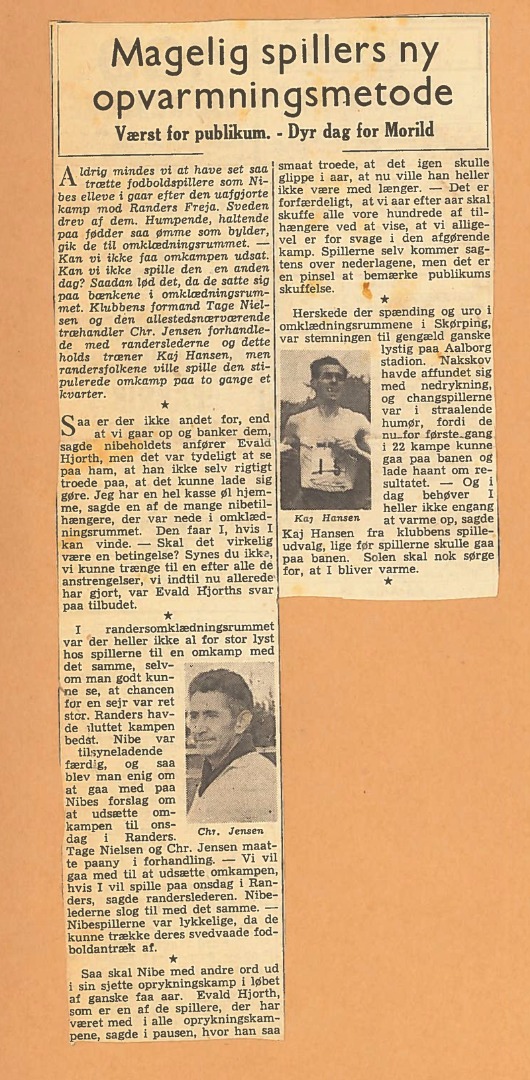 Magelig spillers ny
opvarmningsmetode
Værst for publikum. - Dyr dag for Morild
Aldrig mindes vi at have set saa
trætte fodboldspillere som Ni-
bes elleve i gaar efter den uafgjorte
kamp mod Randers Freja. Sveden
drev af dem. Humpende, haltende
paa fødder saa ømme som bylder,
gik de til omklædningsrummet. —
Kan vi ikke faa omkampen udsat.
Kan vi ikke spille den en anden
dag? Saadan lød det, da de satte sig
paa bænkene i omklædningsrum-
met. Klubbens formand Tage Niel-
sen og den allestedsnærværende
træhandler Chr. Jensen forhandle-
de med randerslederne og dette
holds træner Kaj Hansen, men
randersfolkene ville spille den sti-
pulerede omkamp paa to gange et
kvarter.
★
Saa er der ikke andet for, end
at vi gaar op og banker dem,
sagde nibeholdets anfører Evald
Hjorth, men det var tydeligt at se
paa ham, at han ikke selv rigtigt
troede paa, at det kunne lade sig
gøre. Jeg har en hel kasse øl hjem-
me, sagde en af de mange nibetil-
hængere, der var nede i omklæd-
ningsrummet. Den faar I, hvis I
kan vinde. — Skal det virkelig
være en betingelse? Synes du ikke,
vi kunne trænge til en efter alle de
anstrengelser, vi indtil nu allerede
har gjort, var Evald Hjorths svar
paa tilbudet.
★
I randersomklædningsrummet
var der heller ikke al for stor lyst
hos spillerne til en omkamp med
det samme, selv-
om man godt kun-
ne se, at chancen
for en sejr var ret
stor. Randers hav-
de sluttet kampen
bedst. Nibe var
tilsyneladende
færdig, og saa
blev man enig om
at gaa med paa
Nibes forslag om
at udsætte om-
kampen til ons-
dag i Randers.
Chr. Jensen
Tage Nielsen og Chr. Jensen maat-
te paany i forhandling. — Vi vil
gaa med til at udsætte omkampen,
hvis I vil spille paa onsdag i Ran-
ders, sagde randerslederen. Nibe-
lederne slog til med det samme. —
Nibespillerne var lykkelige, da de
kunne trække deres svedvaade fod-
boldantræk af.
★
Saa skal Nibe med andre ord ud
i sin sjette oprykningskamp i løbet
af ganske faa aar. Evald Hjorth,
som er en af de spillere, der har
været med i alle oprykningskam-
pene, sagde i pausen, hvor han saa
smaat troede, at det igen skulle
glippe i aar, at nu ville han heller
ikke være med længer. — Det er
forfærdeligt, at vi aar efter aar skal
skuffe alle vore hundrede af til-
hængere ved at vise, at vi allige-
vel er for svage i den afgørende
kamp. Spillerne selv kommer sag-
tens over nederlagene, men det er
en pinsel at bemærke publikums
skuffelse.
★
Herskede der spænding og uro i
omklædningsrummene i Skørping,
var stemningen til gengæld ganske
lystig paa Aalborg
stadion. Nakskov
havde affundet sig
med nedrykning,
og changspillerne
var i straalende
humør, fordi de
nu for første gang
i 22 kampe kunne
gaa paa banen og
lade haant om re-
sultatet. — Og i
dag behøver I
heller ikke engang
at varme op, sagde
Kaj Hansen
Kaj Hansen fra klubbens spille-
udvalg, lige før spillerne skulle gaa
paa banen. Solen skal nok sørge
for, at I bliver varme.
★